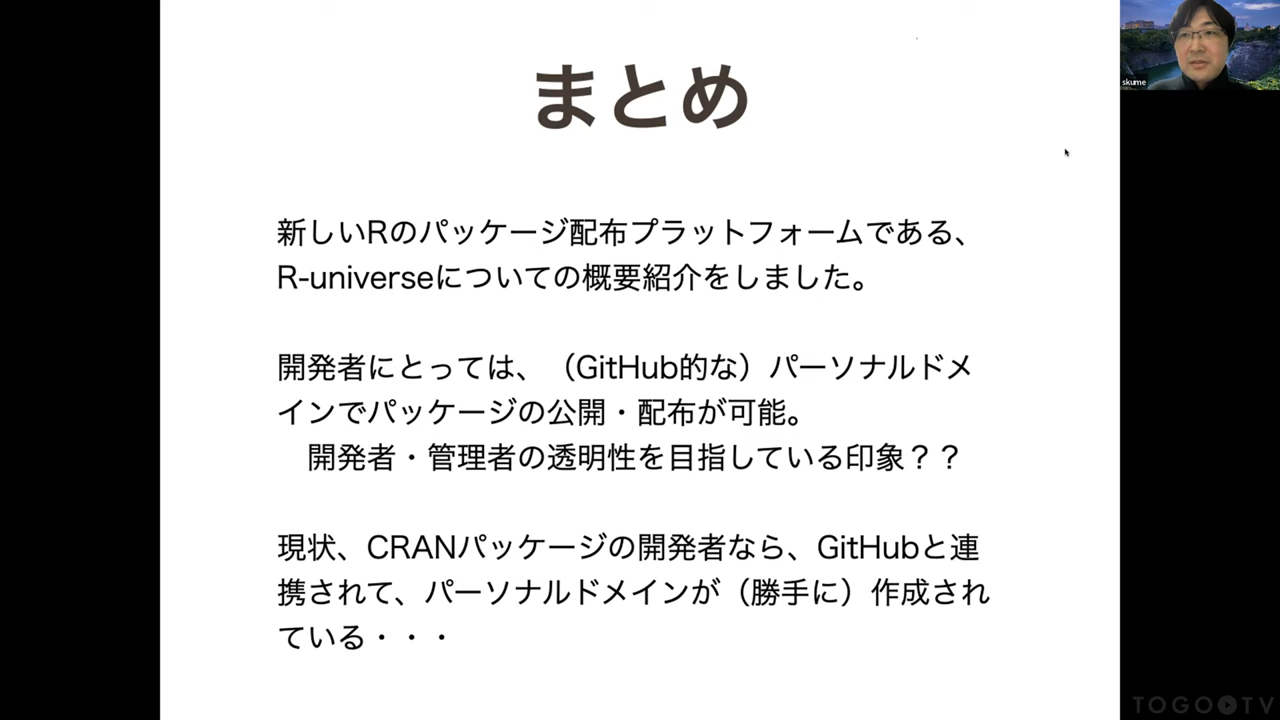 まとめ
新しいRのパッケージ配布プラットフォームである、
R-universeについての概要紹介をしました。
開発者にとっては、（GitHub的な）パーソナルドメ
インでパッケージの公開・配布が可能。
開発者・管理者の透明性を目指している印象？？
現状、CRANパッケージの開発者なら、GitHubと連
携されて、パーソナルドメインが（勝手に）作成され
ている・・・
skume
TOGOTV